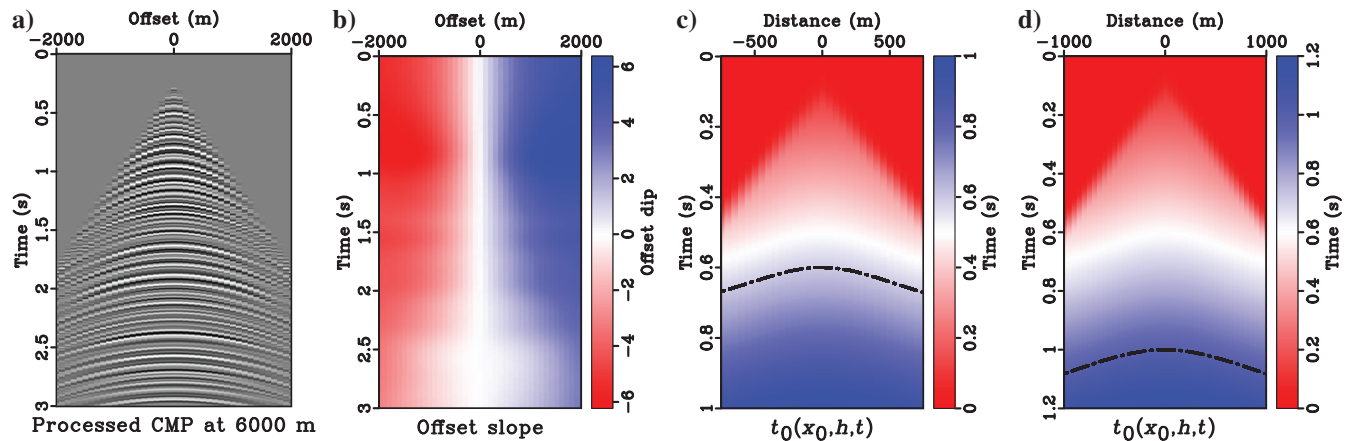 a)
Offset (m)
−2000 0 2000
0
0.5
1
1.5
2
2.5
3
Time (s)
Processed CMP at 6000 m
b)
Offset (m)
−2000 0 2000
0
0.5
1
1.5
2
2.5
3
Time (s)
Offset slope
6
4
2
0
−2
−4
−6
Offset dip
c)
Distance (m)
−500 0 500
0
0.2
0.4
0.6
0.8
1
Time (s)
t0(x0,h,t)
1
0.8
0.6
0.4
0.2
0
Time (s)
d)
Distance (m)
−1000 0 1000
0
0.2
0.4
0.6
0.8
1
1.2
Time (s)
t0(x0,h,t)
1.2
1
0.8
0.6
0.4
0.2
0
Time (s)